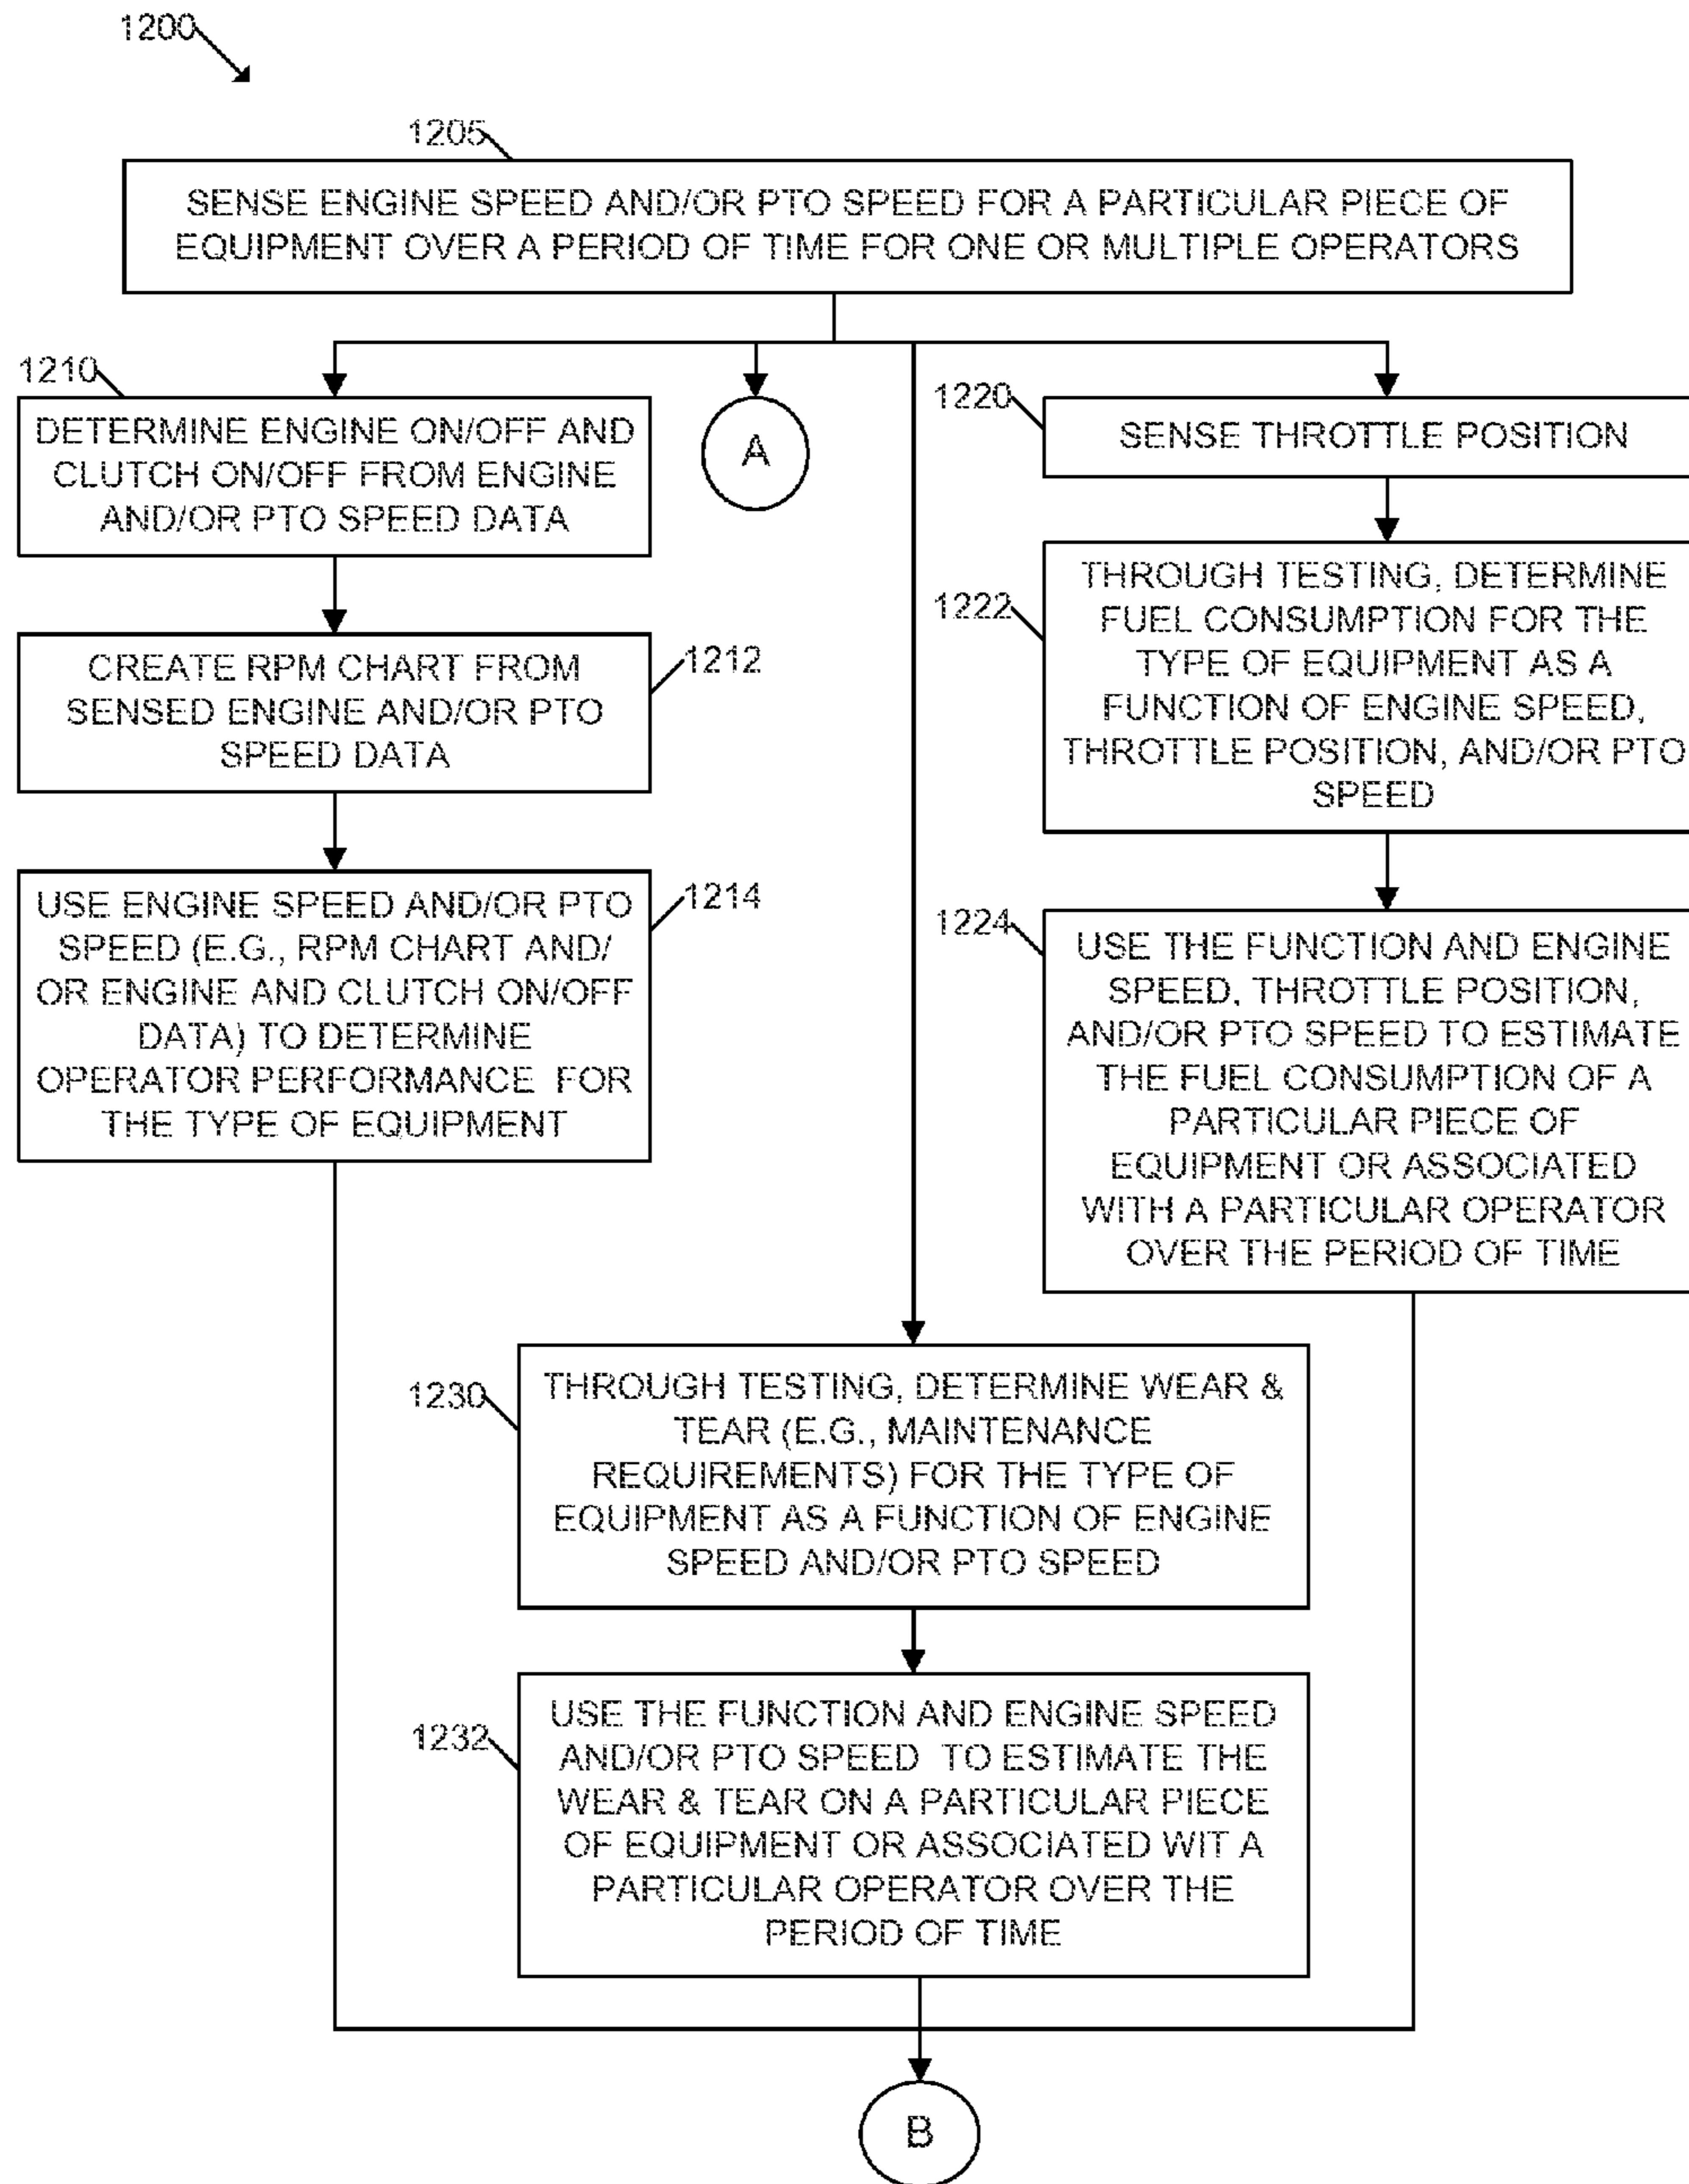 1200
1205
SENSE ENGINE SPEED AND/OR PTO SPEED FOR A PARTICULAR PIECE OF
EQUIPMENT OVER A PERIOD OF TIME FOR ONE OR MULTIPLE OPERATORS
1210
DETERMINE ENGINE ON/OFF AND
CLUTCH ON/OFF FROM ENGINE
AND/OR PTO SPEED DATA
A
1220
SENSE THROTTLE POSITION
1212
CREATE RPM CHART FROM
SENSED ENGINE AND/OR PTO
SPEED DATA
1222
THROUGH TESTING, DETERMINE
FUEL CONSUMPTION FOR THE
TYPE OF EQUIPMENT AS A
FUNCTION OF ENGINE SPEED,
THROTTLE POSITION, AND/OR PTO
SPEED
1214
USE ENGINE SPEED AND/OR PTO
SPEED (E.G., RPM CHART AND/
OR ENGINE AND CLUTCH ON/OFF
DATA) TO DETERMINE
OPERATOR PERFORMANCE FOR
THE TYPE OF EQUIPMENT
1224
USE THE FUNCTION AND ENGINE
SPEED, THROTTLE POSITION,
AND/OR PTO SPEED TO ESTIMATE
THE FUEL CONSUMPTION OF A
PARTICULAR PIECE OF
EQUIPMENT OR ASSOCIATED
WITH A PARTICULAR OPERATOR
OVER THE PERIOD OF TIME
1230
THROUGH TESTING, DETERMINE WEAR &
TEAR (E.G., MAINTENANCE
REQUIREMENTS) FOR THE TYPE OF
EQUIPMENT AS A FUNCTION OF ENGINE
SPEED AND/OR PTO SPEED
1232
USE THE FUNCTION AND ENGINE SPEED
AND/OR PTO SPEED TO ESTIMATE THE
WEAR & TEAR ON A PARTICULAR PIECE
OF EQUIPMENT OR ASSOCIATED WIT A
PARTICULAR OPERATOR OVER THE
PERIOD OF TIME
B